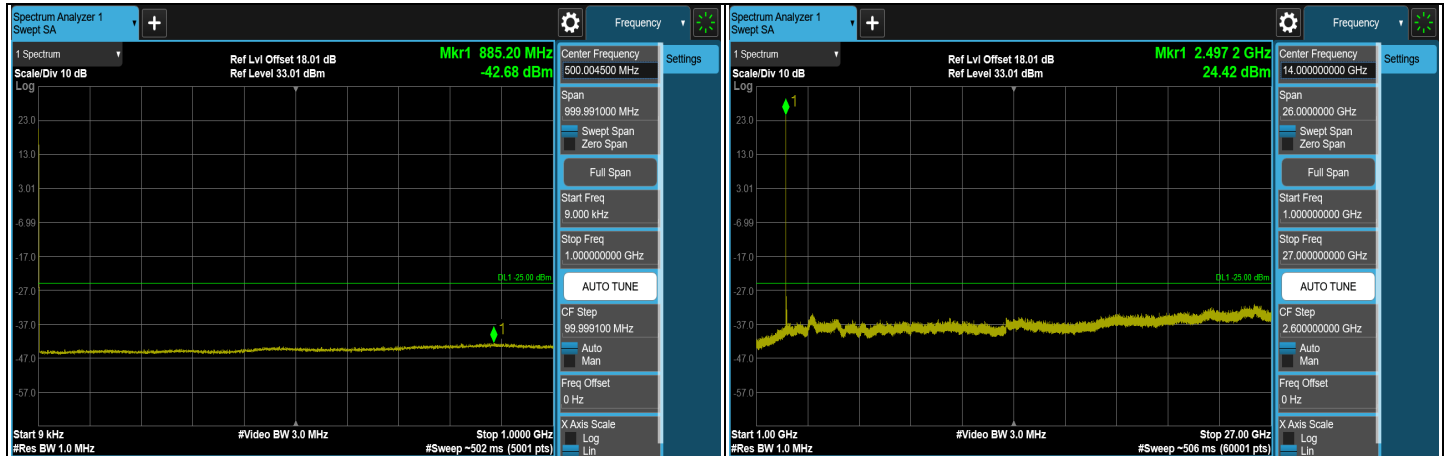 Spectrum Analyzer 1
Swept SA
+
Frequency
1 Spectrum
Scale/Div 10 dB
Log
Ref Lvl Offset 18.01 dB
Ref Level 33.01 dBm
Mkr1 885.20 MHz
-42.68 dBm
23.0
13.0
3.01
-6.99
-17.0
-27.0
-37.0
-47.0
-57.0
1
DL1 -25.00 dBm
Start 9 kHz
#Res BW 1.0 MHz
#Video BW 3.0 MHz
Stop 1.0000 GHz
#Sweep ~502 ms (5001 pts)
Center Frequency
500.004500 MHz
Span
999.991000 MHz
Swept Span
Zero Span
Full Span
Start Freq
9.000 kHz
Stop Freq
1.000000000 GHz
AUTO TUNE
CF Step
99.999100 MHz
Auto
Man
Freq Offset
0 Hz
X Axis Scale
Log
Lin
Settings
Spectrum Analyzer 1
Swept SA
+
Frequency
1 Spectrum
Scale/Div 10 dB
Log
Ref Lvl Offset 18.01 dB
Ref Level 33.01 dBm
Mkr1 2.497 2 GHz
24.42 dBm
23.0
13.0
3.01
-6.99
-17.0
-27.0
-37.0
-47.0
-57.0
1
DL1 -25.00 dBm
Start 1.00 GHz
#Res BW 1.0 MHz
#Video BW 3.0 MHz
Stop 27.00 GHz
#Sweep ~506 ms (60001 pts)
Center Frequency
14.000000000 GHz
Span
26.0000000 GHz
Swept Span
Zero Span
Full Span
Start Freq
1.000000000 GHz
Stop Freq
27.000000000 GHz
AUTO TUNE
CF Step
2.600000000 GHz
Auto
Man
Freq Offset
0 Hz
X Axis Scale
Log
Lin
Settings